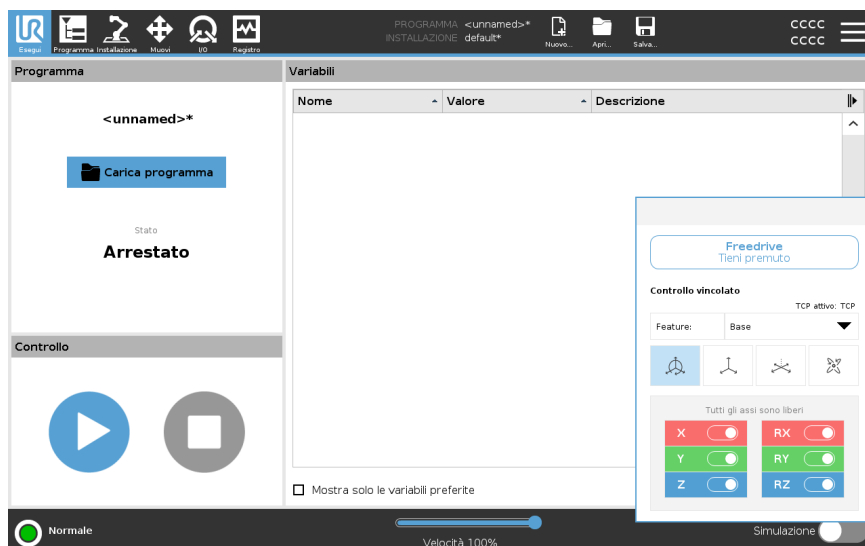 UR
Esegui
Programma
Installazione
Muovi
I/O
Registro
PROGRAMMA <unnamed>*
INSTALLAZIONE default*
Nuovo...
Apri...
Salva...
CCCC
CCCC
Programma
<unnamed>*
Carica programma
Stato
Arrestato
Controllo
Variabili
Nome
Valore
Descrizione
Mostra solo le variabili preferite
Freedrive
Tieni premuto
Controllo vincolato
TCP attivo: TCP
Feature: Base
Tutti gli assi sono liberi
X RX
Y RY
Z RZ
Normale
Velocità 100%
Simulazione